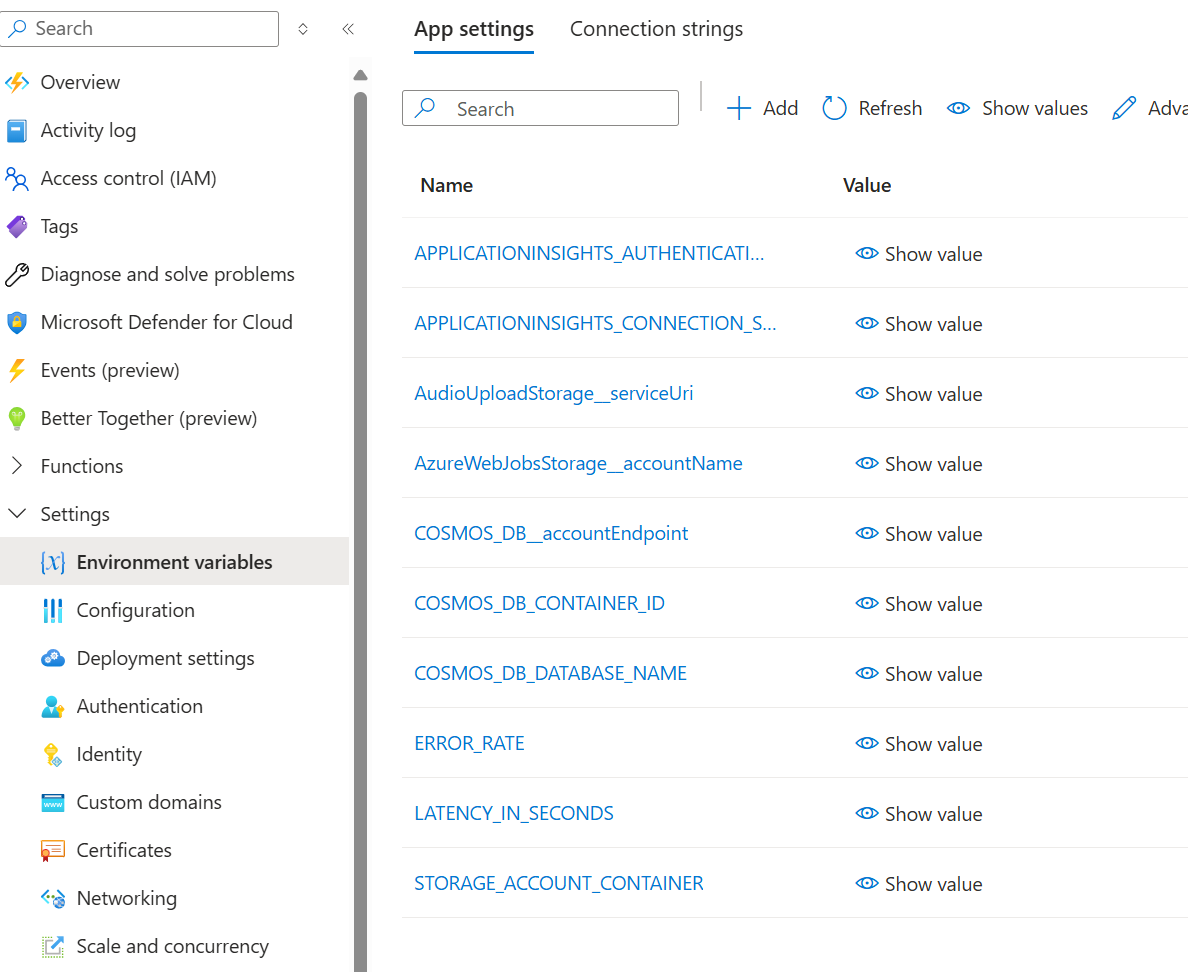 Search
Overview
Activity log
Access control (IAM)
Tags
Diagnose and solve problems
Microsoft Defender for Cloud
Events (preview)
Better Together (preview)
Functions
Settings
Environment variables
Configuration
Deployment settings
Authentication
Identity
Custom domains
Certificates
Networking
Scale and concurrency
App settings Connection strings
Search Add Refresh Show values Adva
Name Value
APPLICATIONINSIGHTS_AUTHENTICATI... Show value
APPLICATIONINSIGHTS_CONNECTION_S... Show value
AudioUploadStorage__serviceUri Show value
AzureWebJobsStorage__accountName Show value
COSMOS_DB__accountEndpoint Show value
COSMOS_DB_CONTAINER_ID Show value
COSMOS_DB_DATABASE_NAME Show value
ERROR_RATE Show value
LATENCY_IN_SECONDS Show value
STORAGE_ACCOUNT_CONTAINER Show value